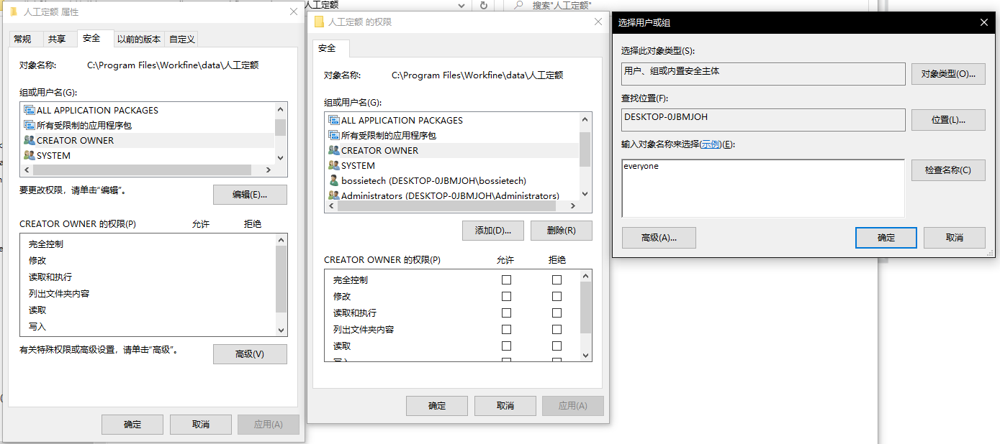 人工定额
搜索"人工定额"
人工定额 属性
常规
共享
安全
以前的版本
自定义
对象名称:
C:\Program Files\Workfine\data\人工定额
组或用户名(G):
ALL APPLICATION PACKAGES
所有受限制的应用程序包
CREATOR OWNER
SYSTEM
要更改权限，请单击"编辑"。
编辑(E)...
CREATOR OWNER 的权限(P)
允许
拒绝
完全控制
修改
读取和执行
列出文件夹内容
读取
写入
有关特殊权限或高级设置，请单击"高级"。
高级(V)
确定
取消
应用(A)
人工定额 的权限
安全
对象名称:
C:\Program Files\Workfine\data\人工定额
组或用户名(G):
ALL APPLICATION PACKAGES
所有受限制的应用程序包
CREATOR OWNER
SYSTEM
bossietech (DESKTOP-0JBMJOH\bossietech)
Administrators (DESKTOP-0JBMJOH\Administrators)
添加(D)...
删除(R)
CREATOR OWNER 的权限(P)
允许
拒绝
完全控制
修改
读取和执行
列出文件夹内容
读取
确定
取消
应用(A)
选择用户或组
选择此对象类型(S):
用户、组或内置安全主体
对象类型(O)...
查找位置(F):
DESKTOP-0JBMJOH
位置(L)...
输入对象名称来选择(示例)(E):
everyone
检查名称(C)
高级(A)...
确定
取消